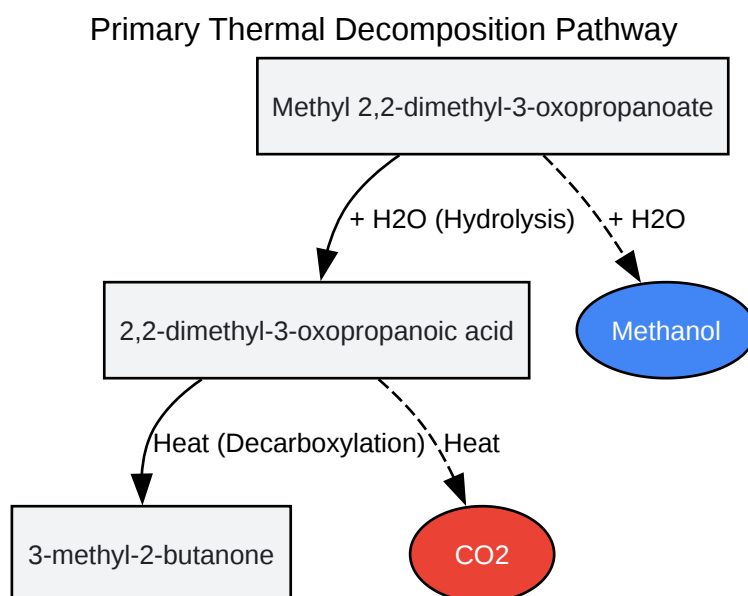 Primary Thermal Decomposition Pathway
Methyl 2,2-dimethyl-3-oxopropanoate
+ H2O (Hydrolysis)
+ H2O
2,2-dimethyl-3-oxopropanoic acid
Methanol
Heat (Decarboxylation)
Heat
3-methyl-2-butanone
CO2